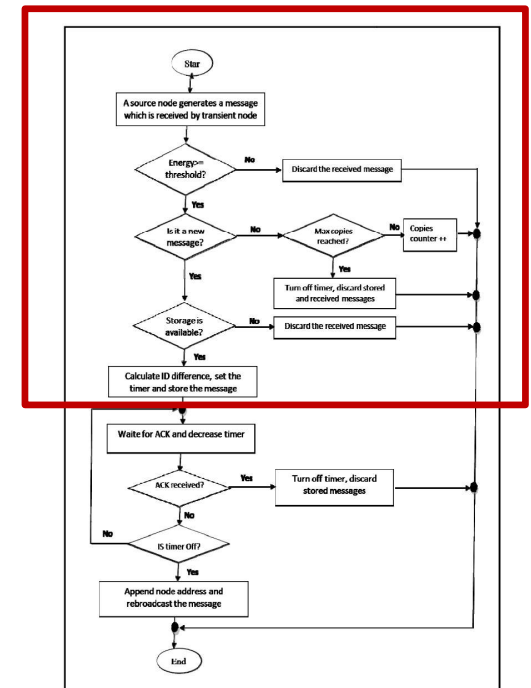 Star
A source node generates a message
which is received by transient node
Energy>=
threshold?
No
Discard the received message
Yes
Is it a new
message?
No
Max copies
reached?
No
Copies
counter ++
Yes
Yes
Turn off timer, discard stored
and received messages
Storage is
available?
No
Discard the received message
Yes
Calculate ID difference, set the
timer and store the message
Waite for ACK and decrease timer
ACK received?
Yes
Turn off timer, discard
stored messages
No
No
IS timer Off?
Yes
Append node address and
rebroadcast the message
End